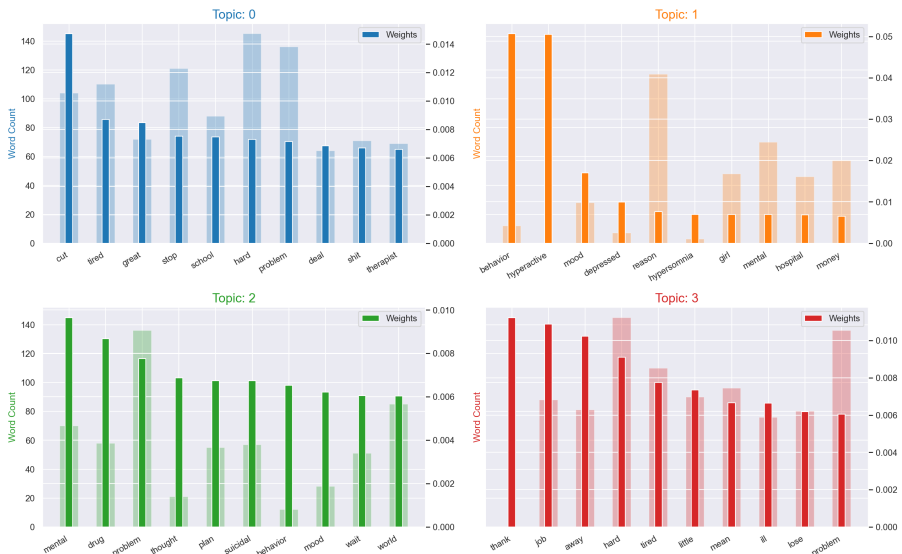 Topic: 0
Topic: 1
Weights
Weights
Word Count
140
120
100
80
60
40
20
0
0.014
0.012
0.010
0.008
0.006
0.004
0.002
0.000
cut
tired
great
stop
school
hard
problem
deal
shit
therapist
Word Count
0.05
0.04
0.03
0.02
0.01
0.00
behavior
hyperactive
mood
depressed
reason
hypersomnia
girl
mental
hospital
money
Topic: 2
Topic: 3
Weights
Weights
Word Count
140
120
100
80
60
40
20
0
0.010
0.008
0.006
0.004
0.002
0.000
mental
drug
problem
thought
plan
suicidal
behavior
mood
wait
world
Word Count
0.010
0.008
0.006
0.004
0.002
0.000
thank
job
away
hard
tired
little
mean
ill
lose
problem